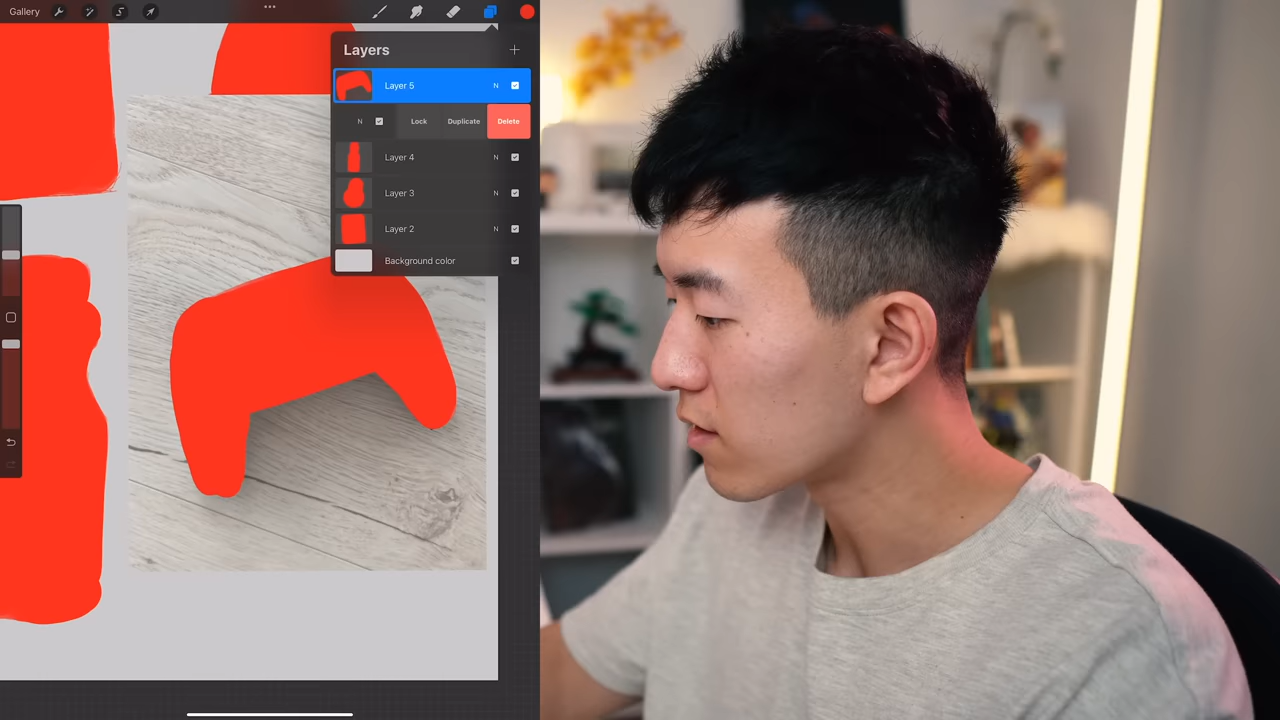 Gallery
Layers
Layer 5 N
N Lock Duplicate Delete
Layer 4 N
Layer 3 N
Layer 2 N
Background color